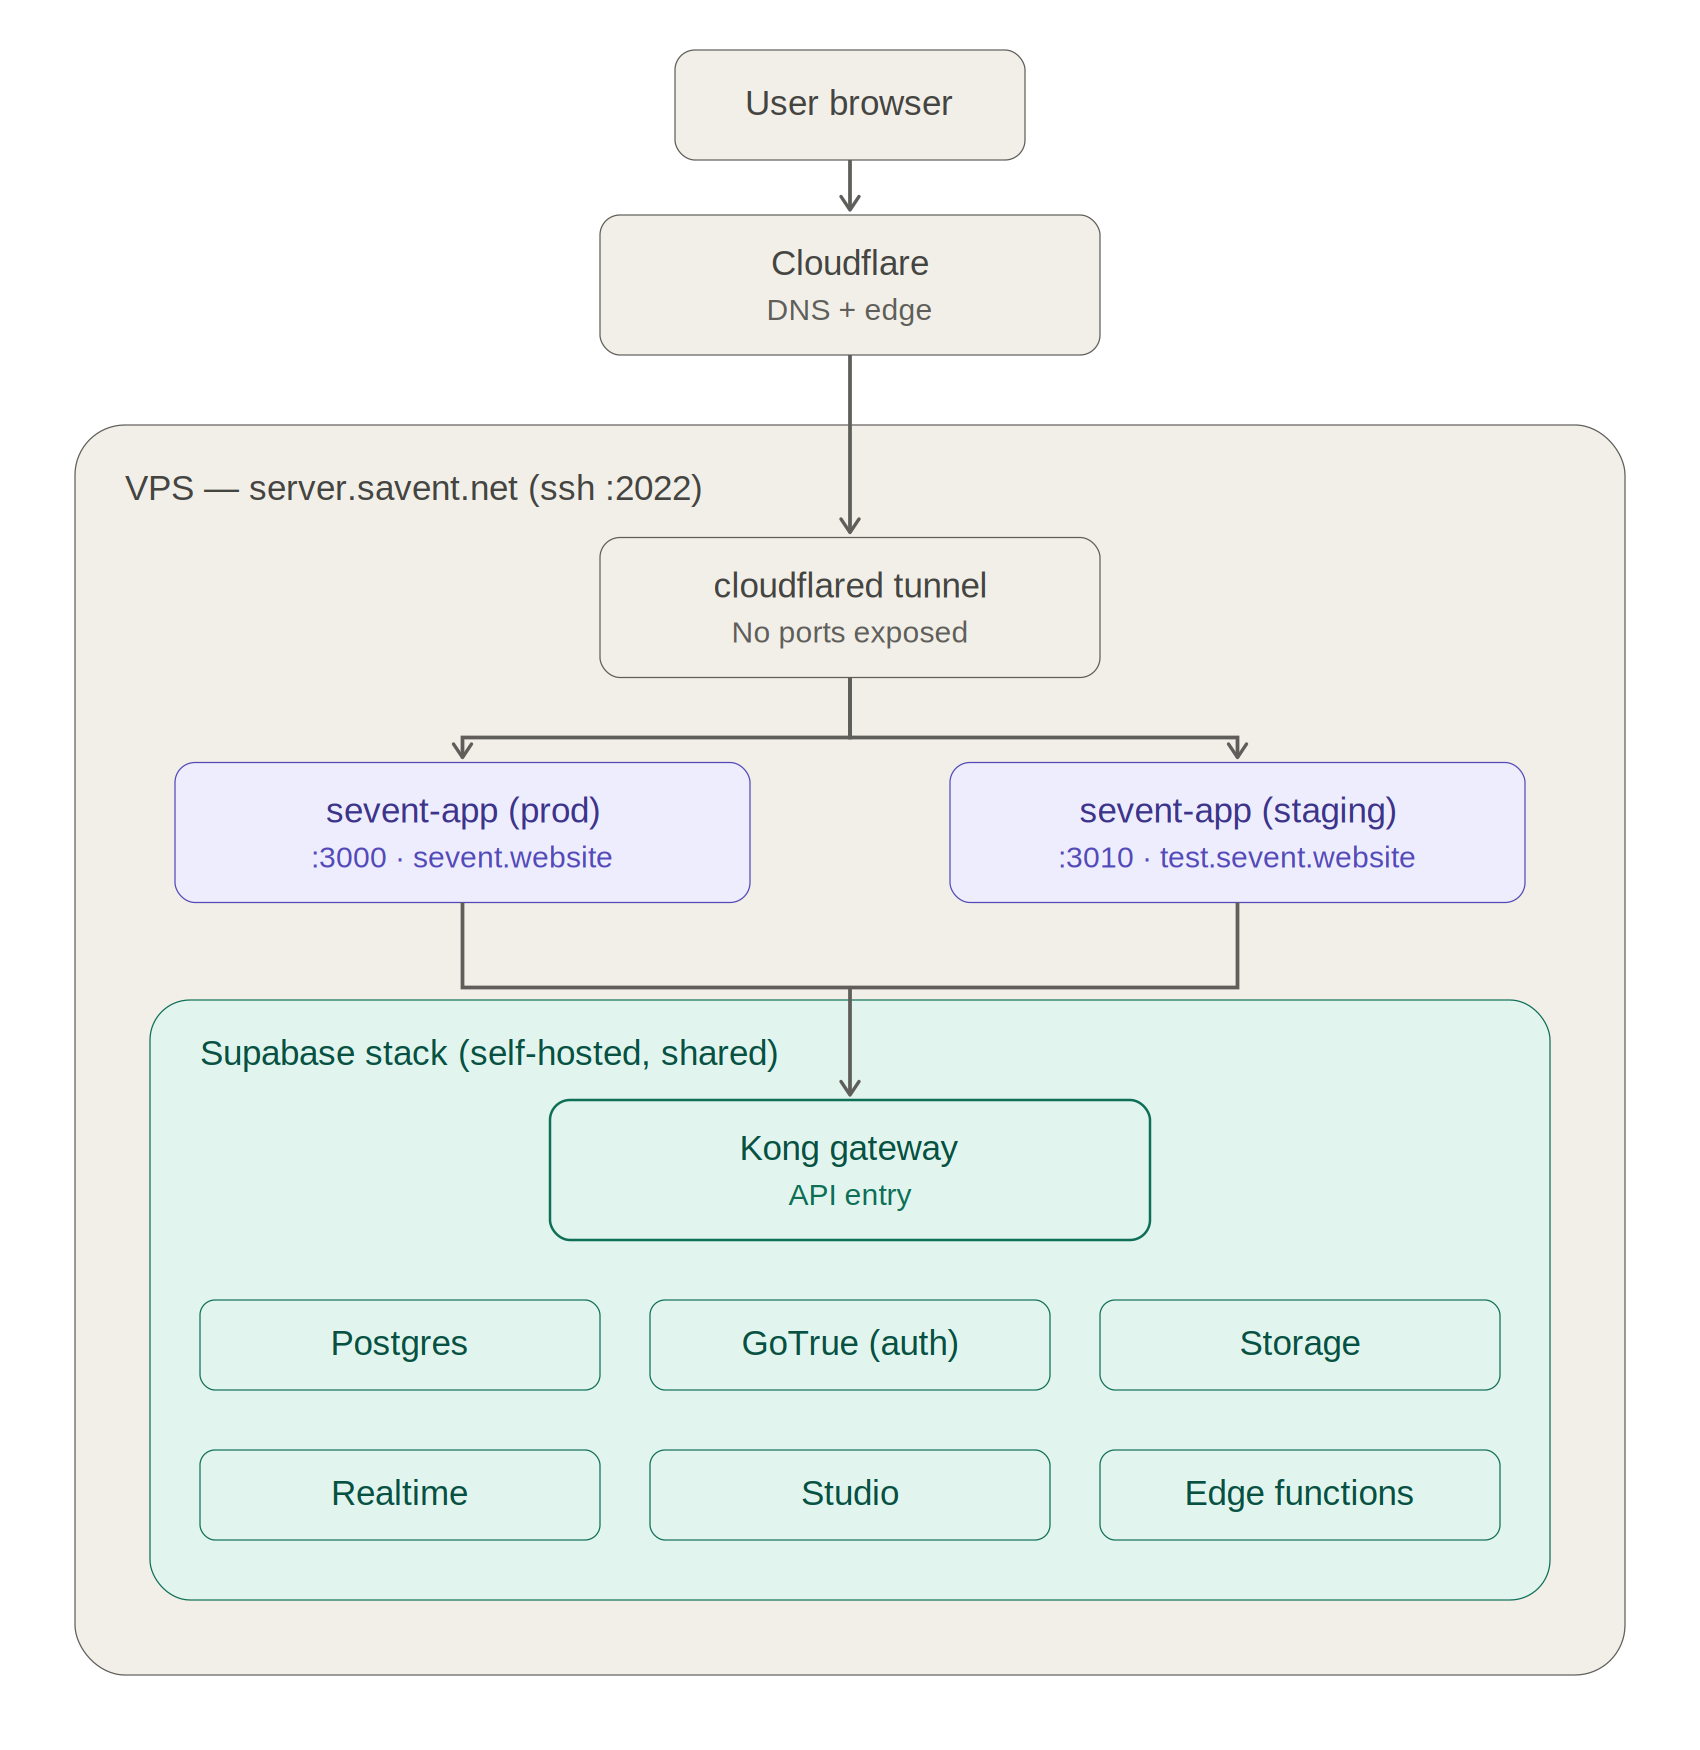 User browser
Cloudflare
DNS + edge
VPS — server.savent.net (ssh :2022)
cloudflared tunnel
No ports exposed
sevent-app (prod)
:3000 · sevent.website
sevent-app (staging)
:3010 · test.sevent.website
Supabase stack (self-hosted, shared)
Kong gateway
API entry
Postgres
GoTrue (auth)
Storage
Realtime
Studio
Edge functions